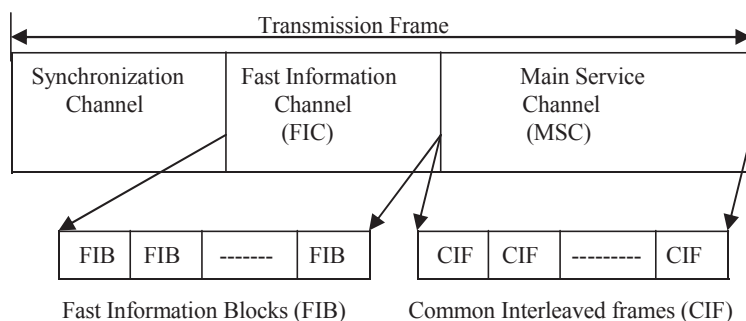 Transmission Frame
Synchronization
Channel
Fast Information
Channel
(FIC)
Main Service
Channel
(MSC)
FIB FIB ------- FIB
CIF CIF --------- CIF
Fast Information Blocks (FIB)
Common Interleaved frames (CIF)